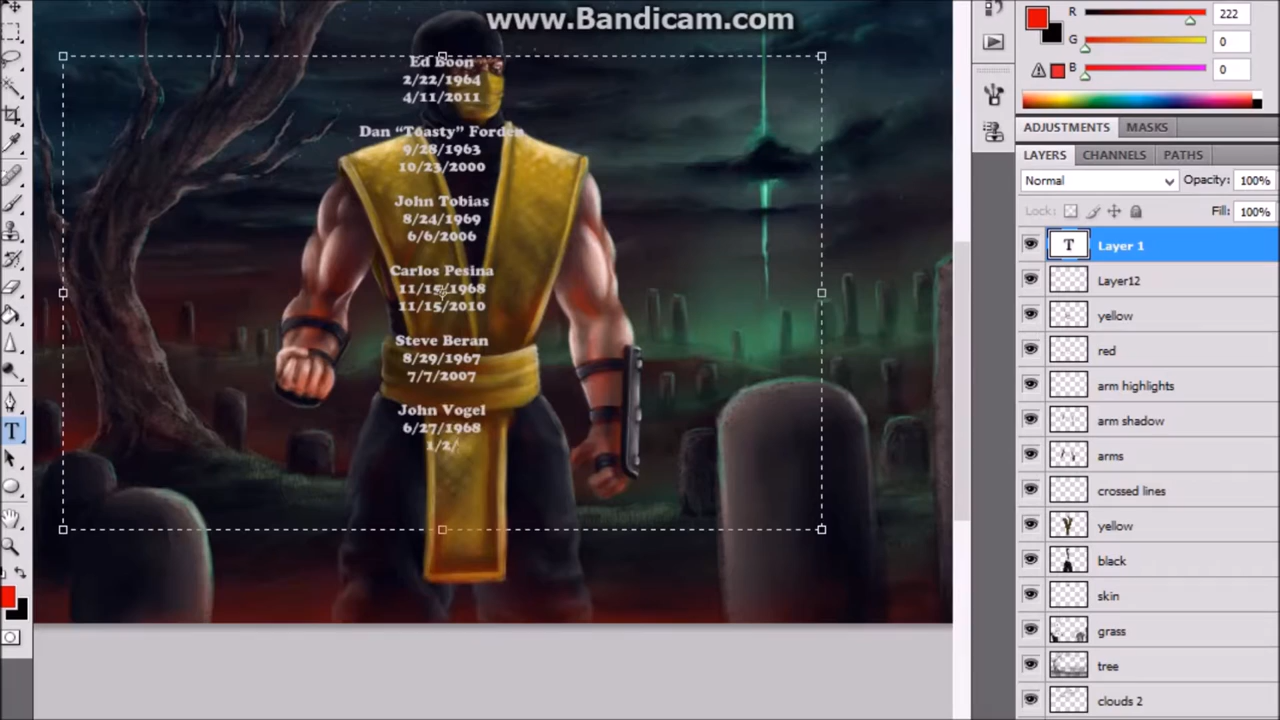 www.Bandicam.com
Ed Boon
2/22/1964
4/11/2011
Dan “Toasty” Forden
9/28/1963
10/23/2000
John Tobias
8/24/1969
6/6/2006
Carlos Pesina
11/15/1968
11/15/2010
Steve Beran
8/29/1967
7/7/2007
John Vogel
6/27/1968
1/2/
R 222
G 0
B 0
ADJUSTMENTS MASKS
LAYERS CHANNELS PATHS
Normal Opacity: 100%
Lock: Fill: 100%
T Layer 1
Layer12
yellow
red
arm highlights
arm shadow
arms
crossed lines
yellow
black
skin
grass
tree
clouds 2
T